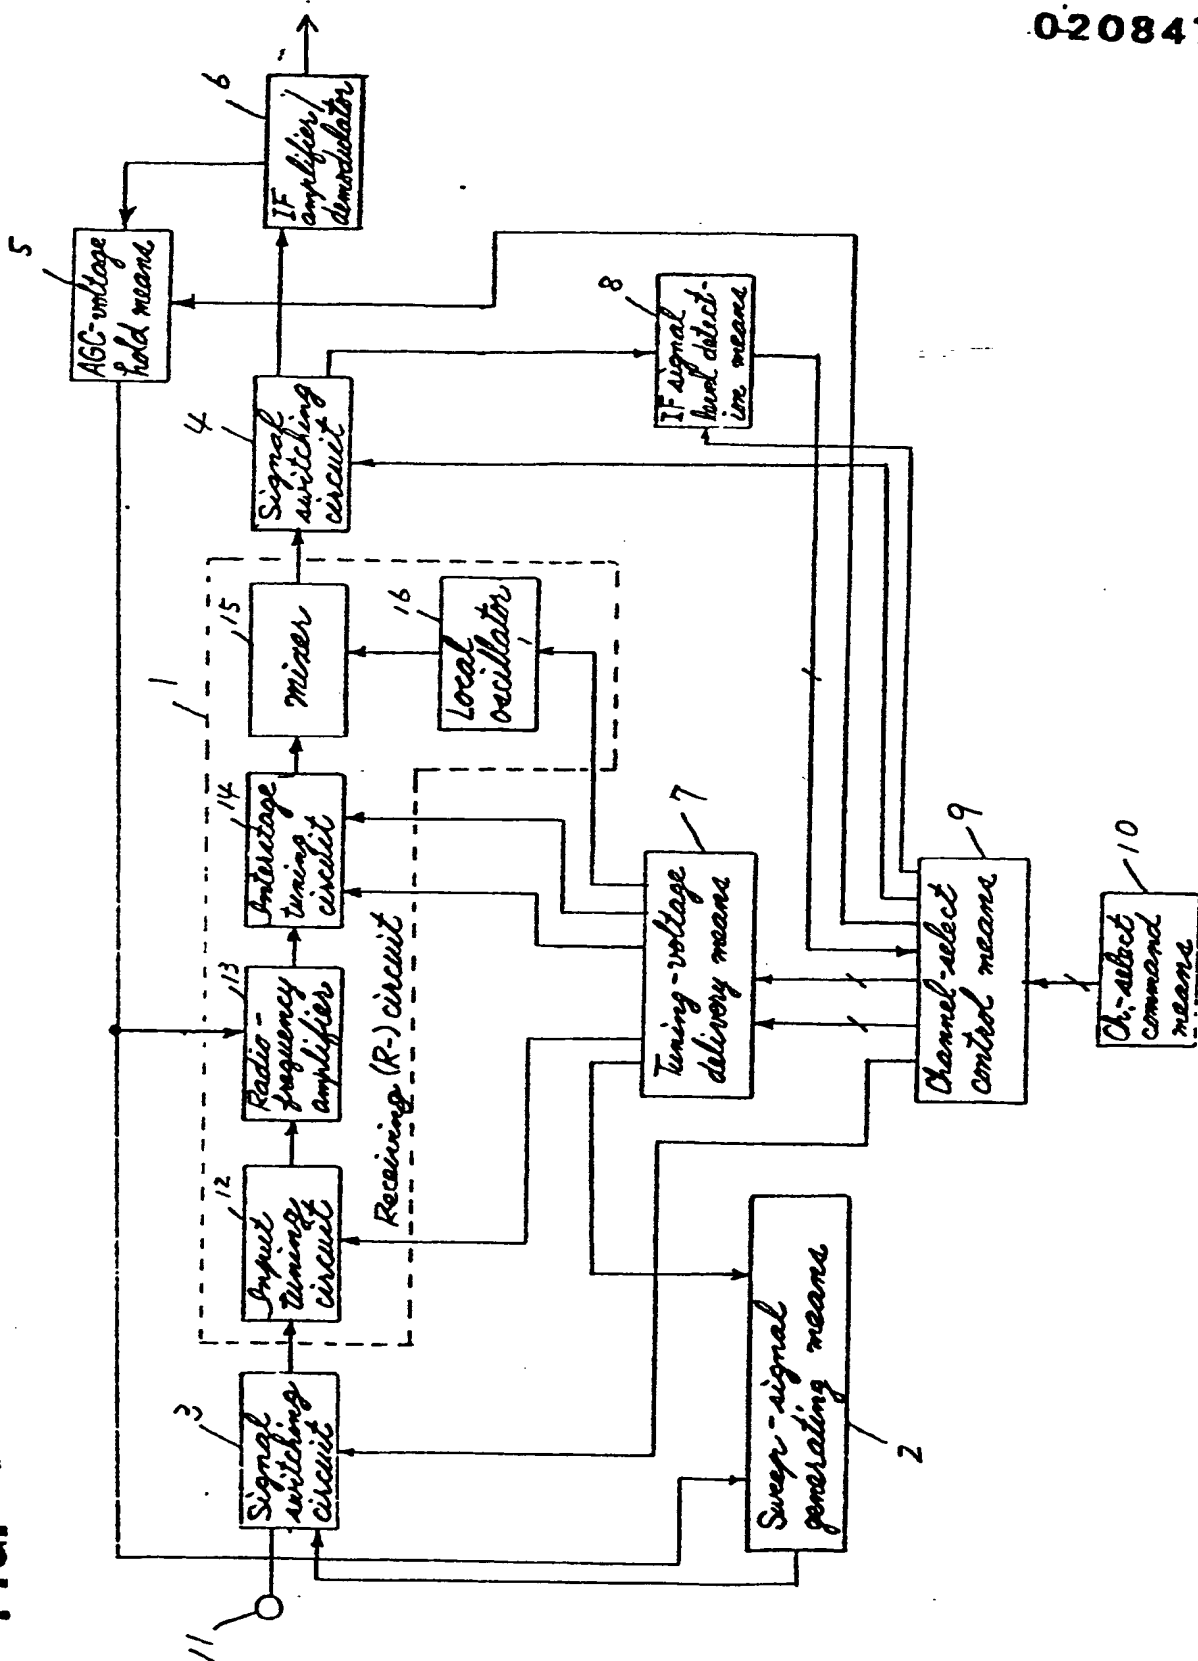 020847
11
3
Signal
switching
circuit
12
Input
tuning
circuit
13
Radio-
frequency
amplifier
14
Interstage
tuning
circuit
15
mixer
1
16
Local
oscillator
Receiving (R-) circuit
4
Signal
switching
circuit
5
AGC-voltage
hold means
6
IF
amplifier/
demodulator
8
IF signal
level detect-
ion means
7
Tuning-voltage
delivery means
2
Sweep-signal
generating means
9
Channel-select
control means
10
Ch.-select
command
means